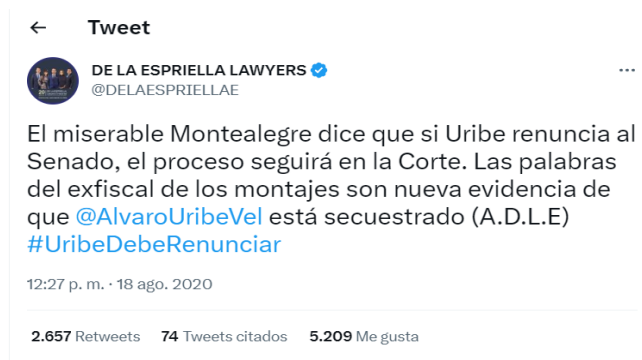 Tweet
DE LA ESPRIELLA LAWYERS
@DELAESPRIELLAE
El miserable Montealegre dice que si Uribe renuncia al
Senado, el proceso seguirá en la Corte. Las palabras
del exfiscal de los montajes son nueva evidencia de
que @AlvaroUribeVel está secuestrado (A.D.L.E)
#UribeDebeRenunciar
12:27 p. m. · 18 ago. 2020
2.657 Retweets 74 Tweets citados 5.209 Me gusta